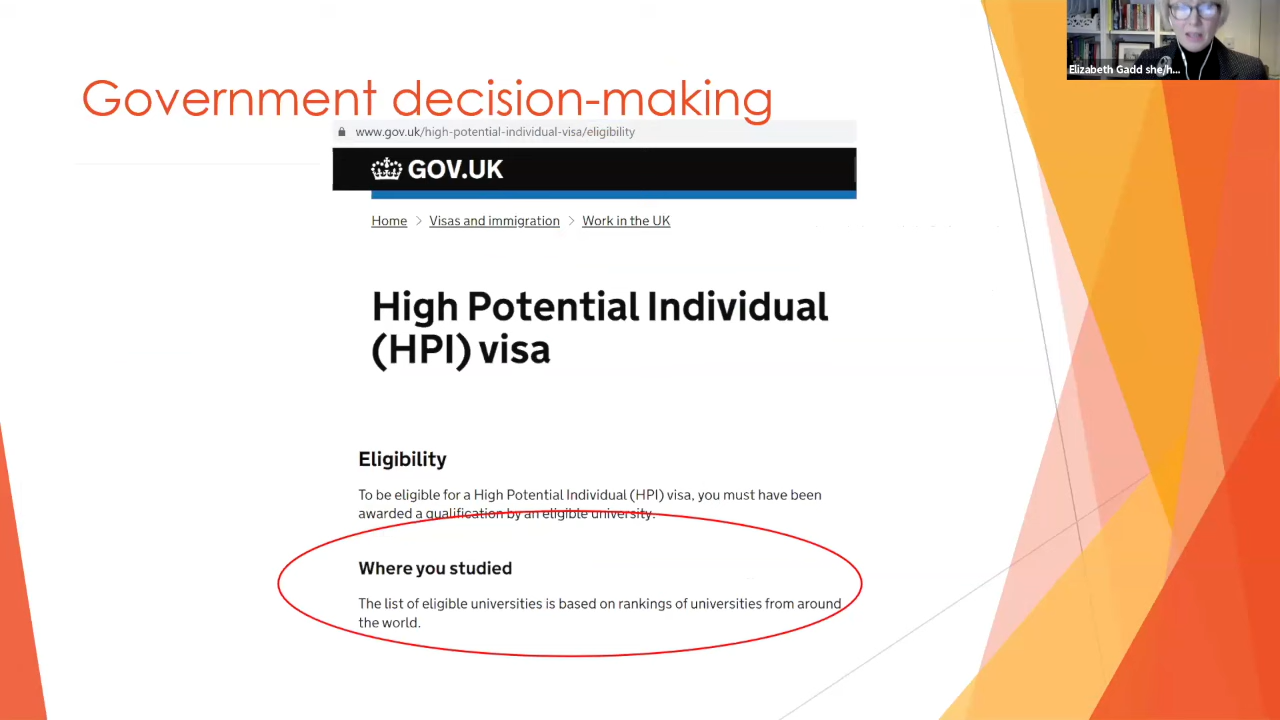 Elizabeth Gadd she/h...
Government decision-making
www.gov.uk/high-potential-individual-visa/eligibility
GOV.UK
Home > Visas and immigration > Work in the UK
High Potential Individual
(HPI) visa
Eligibility
To be eligible for a High Potential Individual (HPI) visa, you must have been
awarded a qualification by an eligible university.
Where you studied
The list of eligible universities is based on rankings of universities from around
the world.